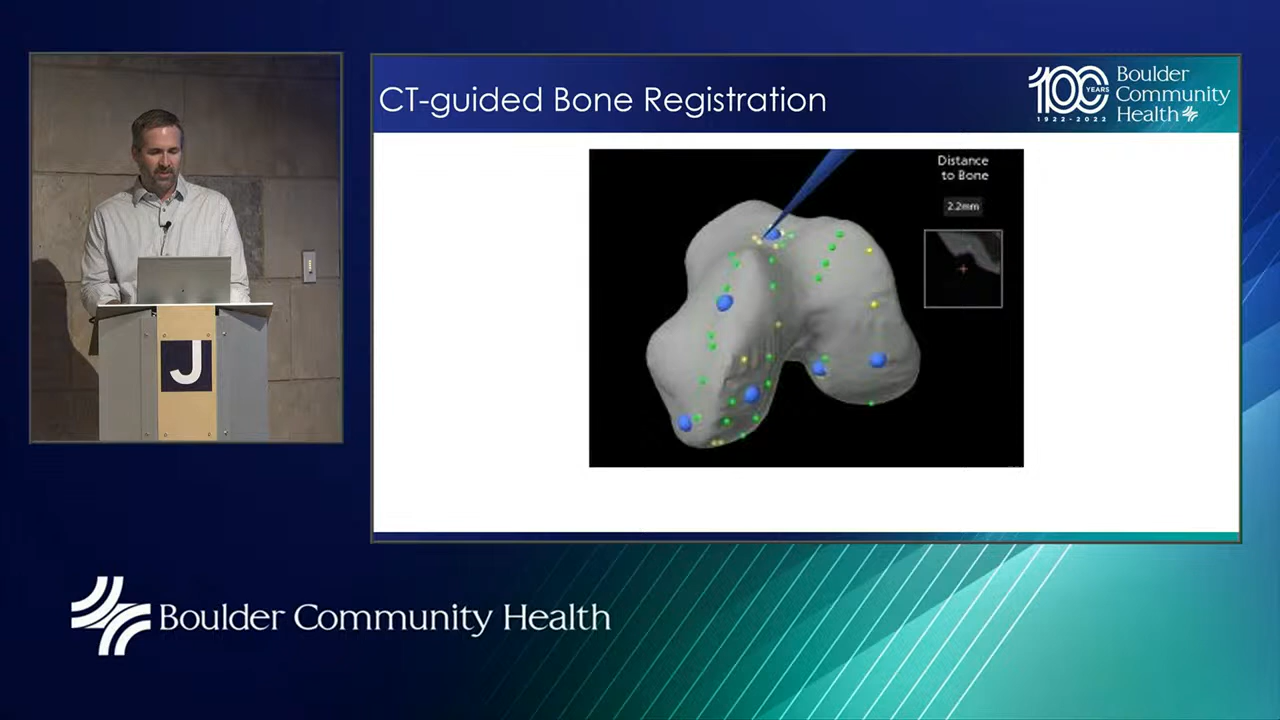 CT-guided Bone Registration
100
YEARS
1922-2022
Boulder
Community
Health
Distance
to Bone
2.2mm
J
Boulder Community Health